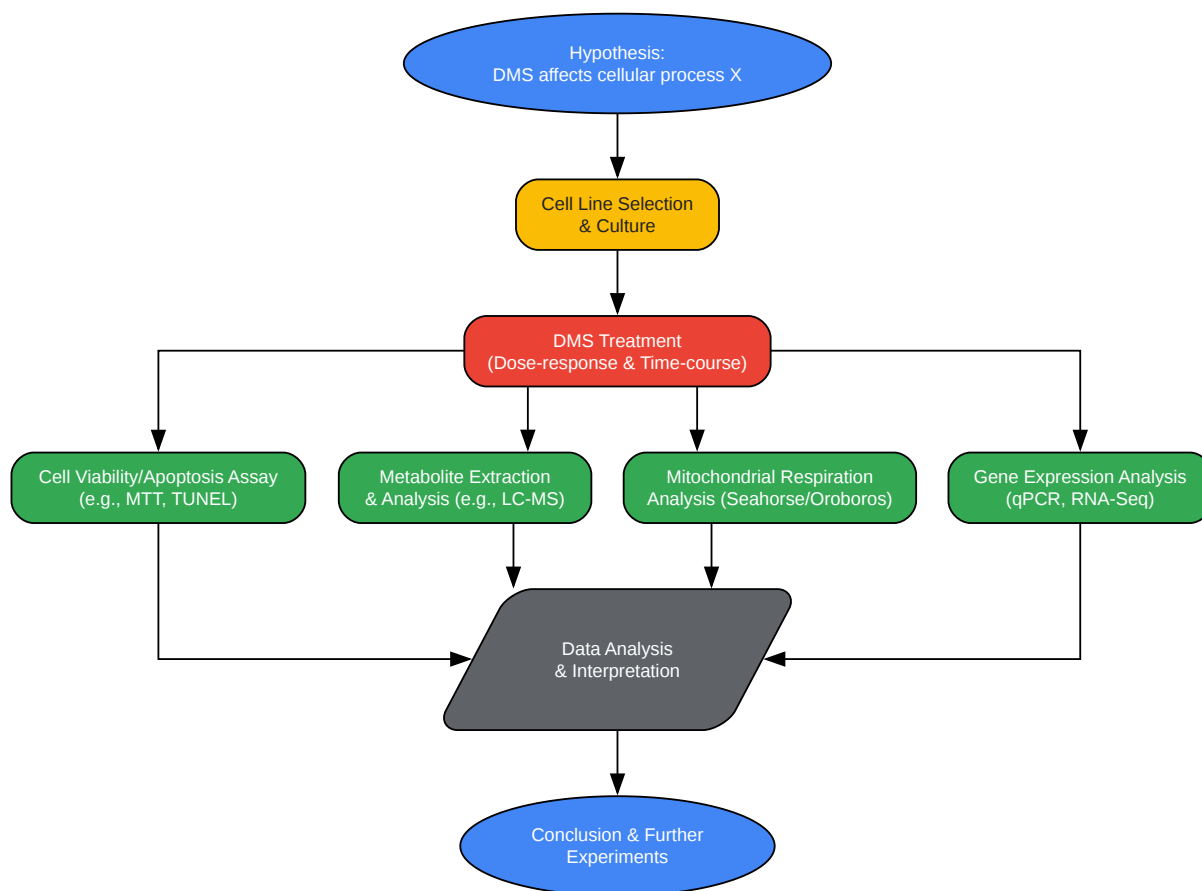 Hypothesis:
DMS affects cellular process X
Cell Line Selection
& Culture
DMS Treatment
(Dose-response & Time-course)
Cell Viability/Apoptosis Assay
(e.g., MTT, TUNEL)
Metabolite Extraction
& Analysis (e.g., LC-MS)
Mitochondrial Respiration
Analysis (Seahorse/Oroboros)
Gene Expression Analysis
(qPCR, RNA-Seq)
Data Analysis
& Interpretation
Conclusion & Further
Experiments